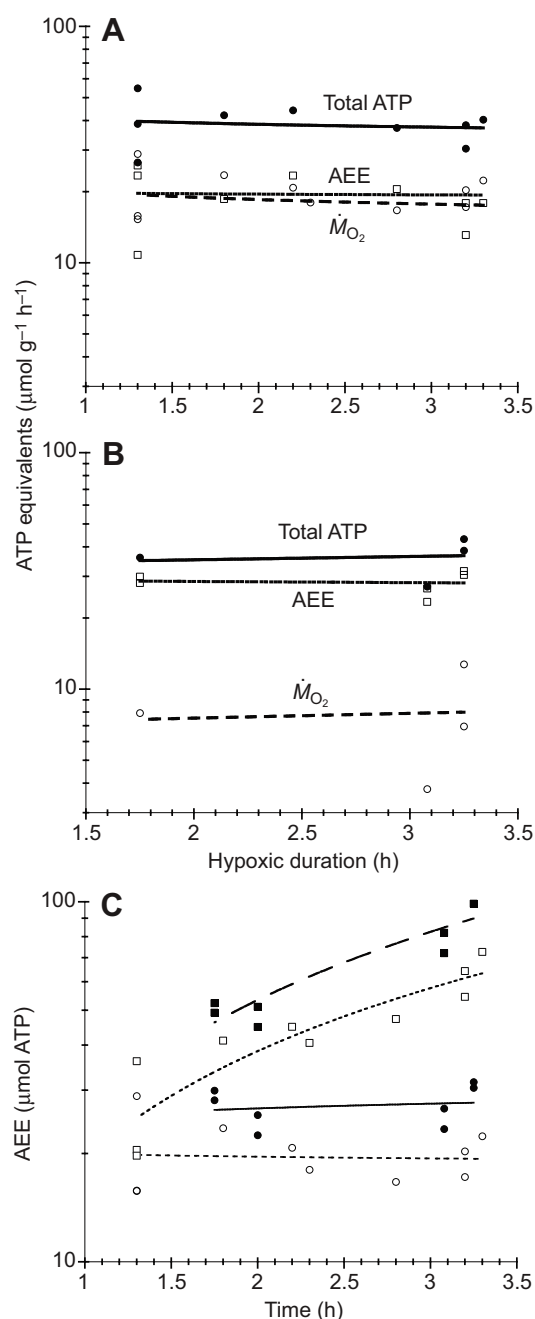 A
100
Total ATP
AEE
ṀO₂
10
1 1.5 2 2.5 3 3.5
ATP equivalents (μmol g⁻¹ h⁻¹)
B
100
Total ATP
AEE
ṀO₂
10
1.5 2 2.5 3 3.5
Hypoxic duration (h)
C
100
AEE (μmol ATP)
10
1 1.5 2 2.5 3 3.5
Time (h)